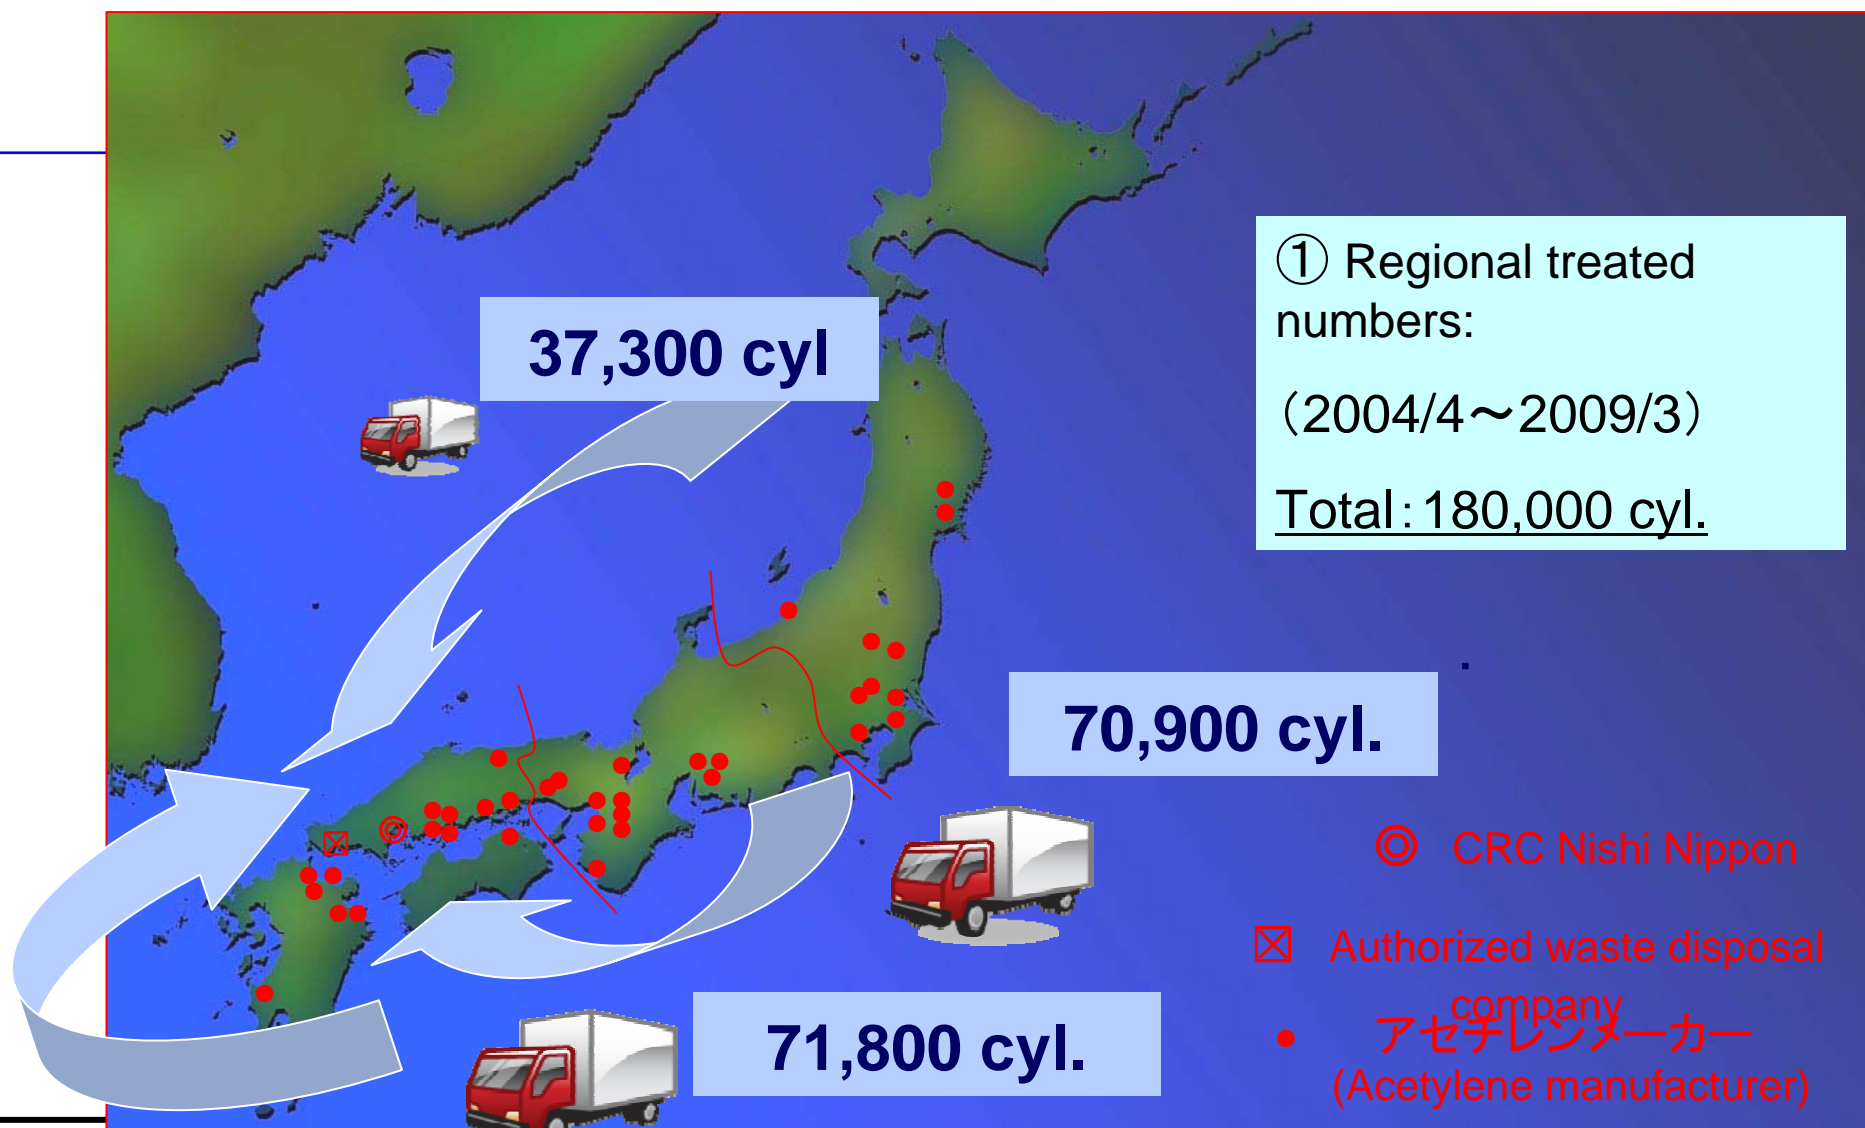 ① Regional treated
numbers:
（2004/4～2009/3）
Total：180,000 cyl.
37,300 cyl
70,900 cyl.
71,800 cyl.
CRC Nishi Nippon
Authorized waste disposal
company
アセチレンメーカー
(Acetylene manufacturer)